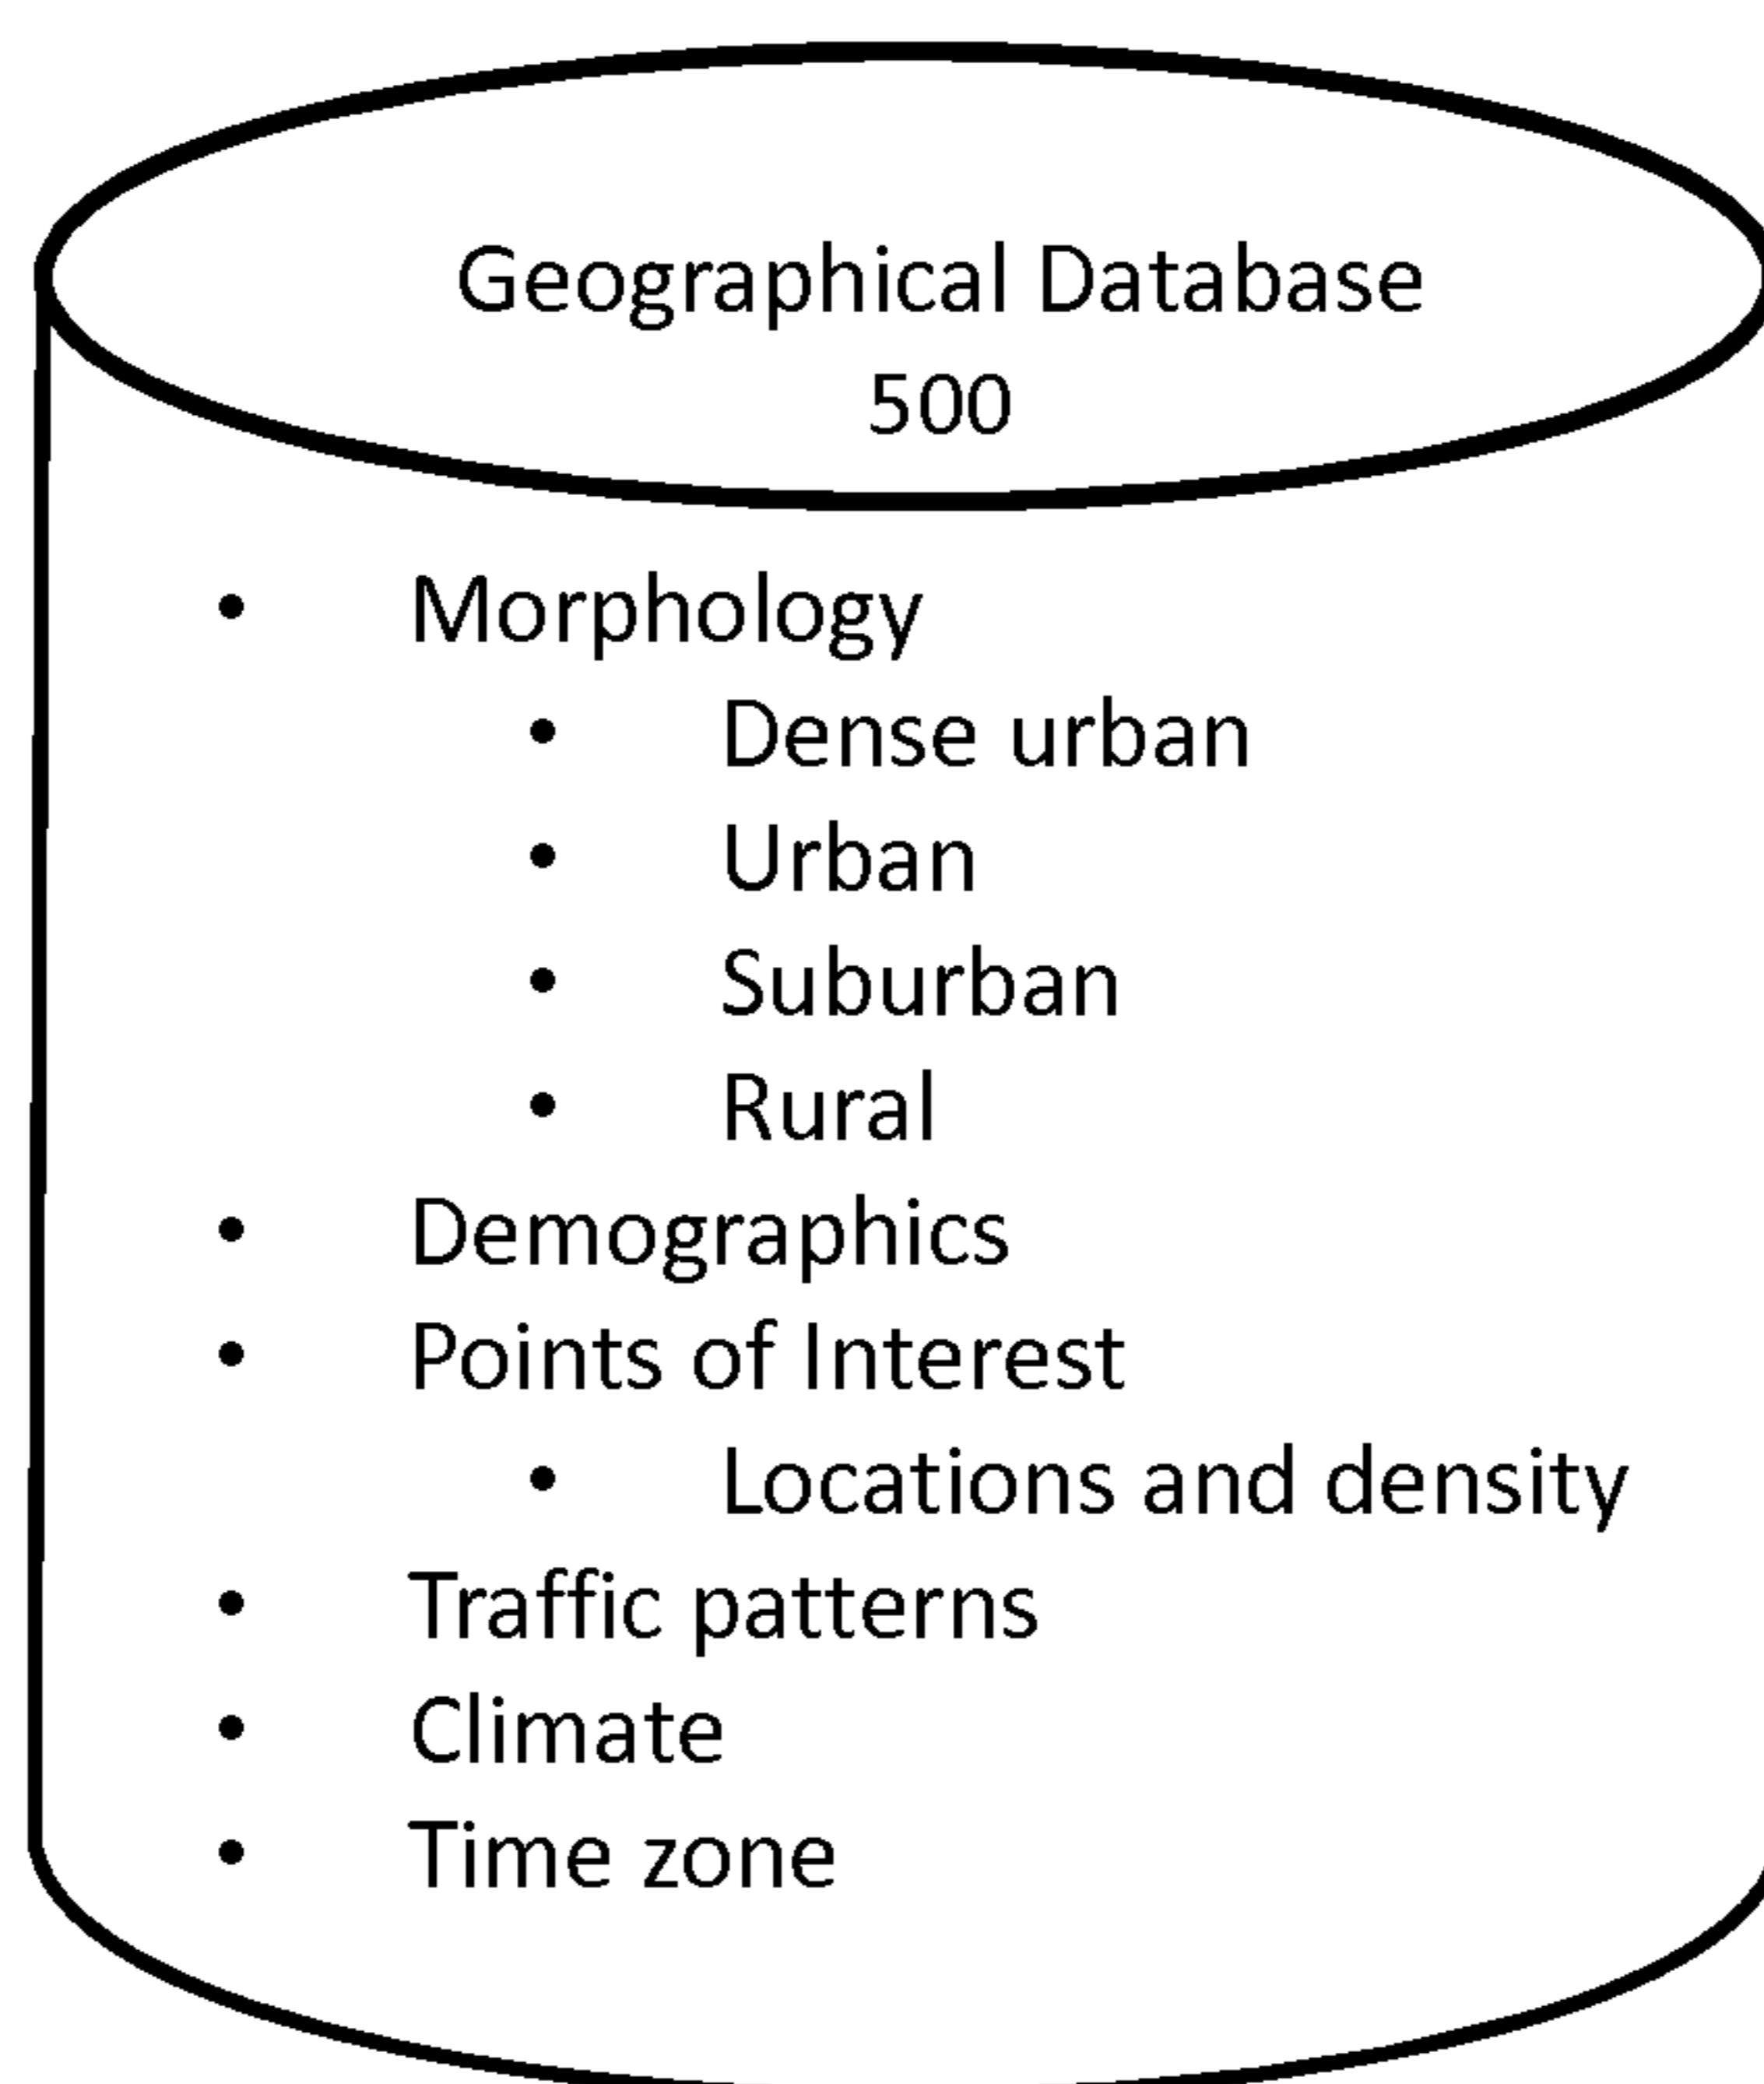 Geographical Database
500
• Morphology
• Dense urban
• Urban
• Suburban
• Rural
• Demographics
• Points of Interest
• Locations and density
• Traffic patterns
• Climate
• Time zone